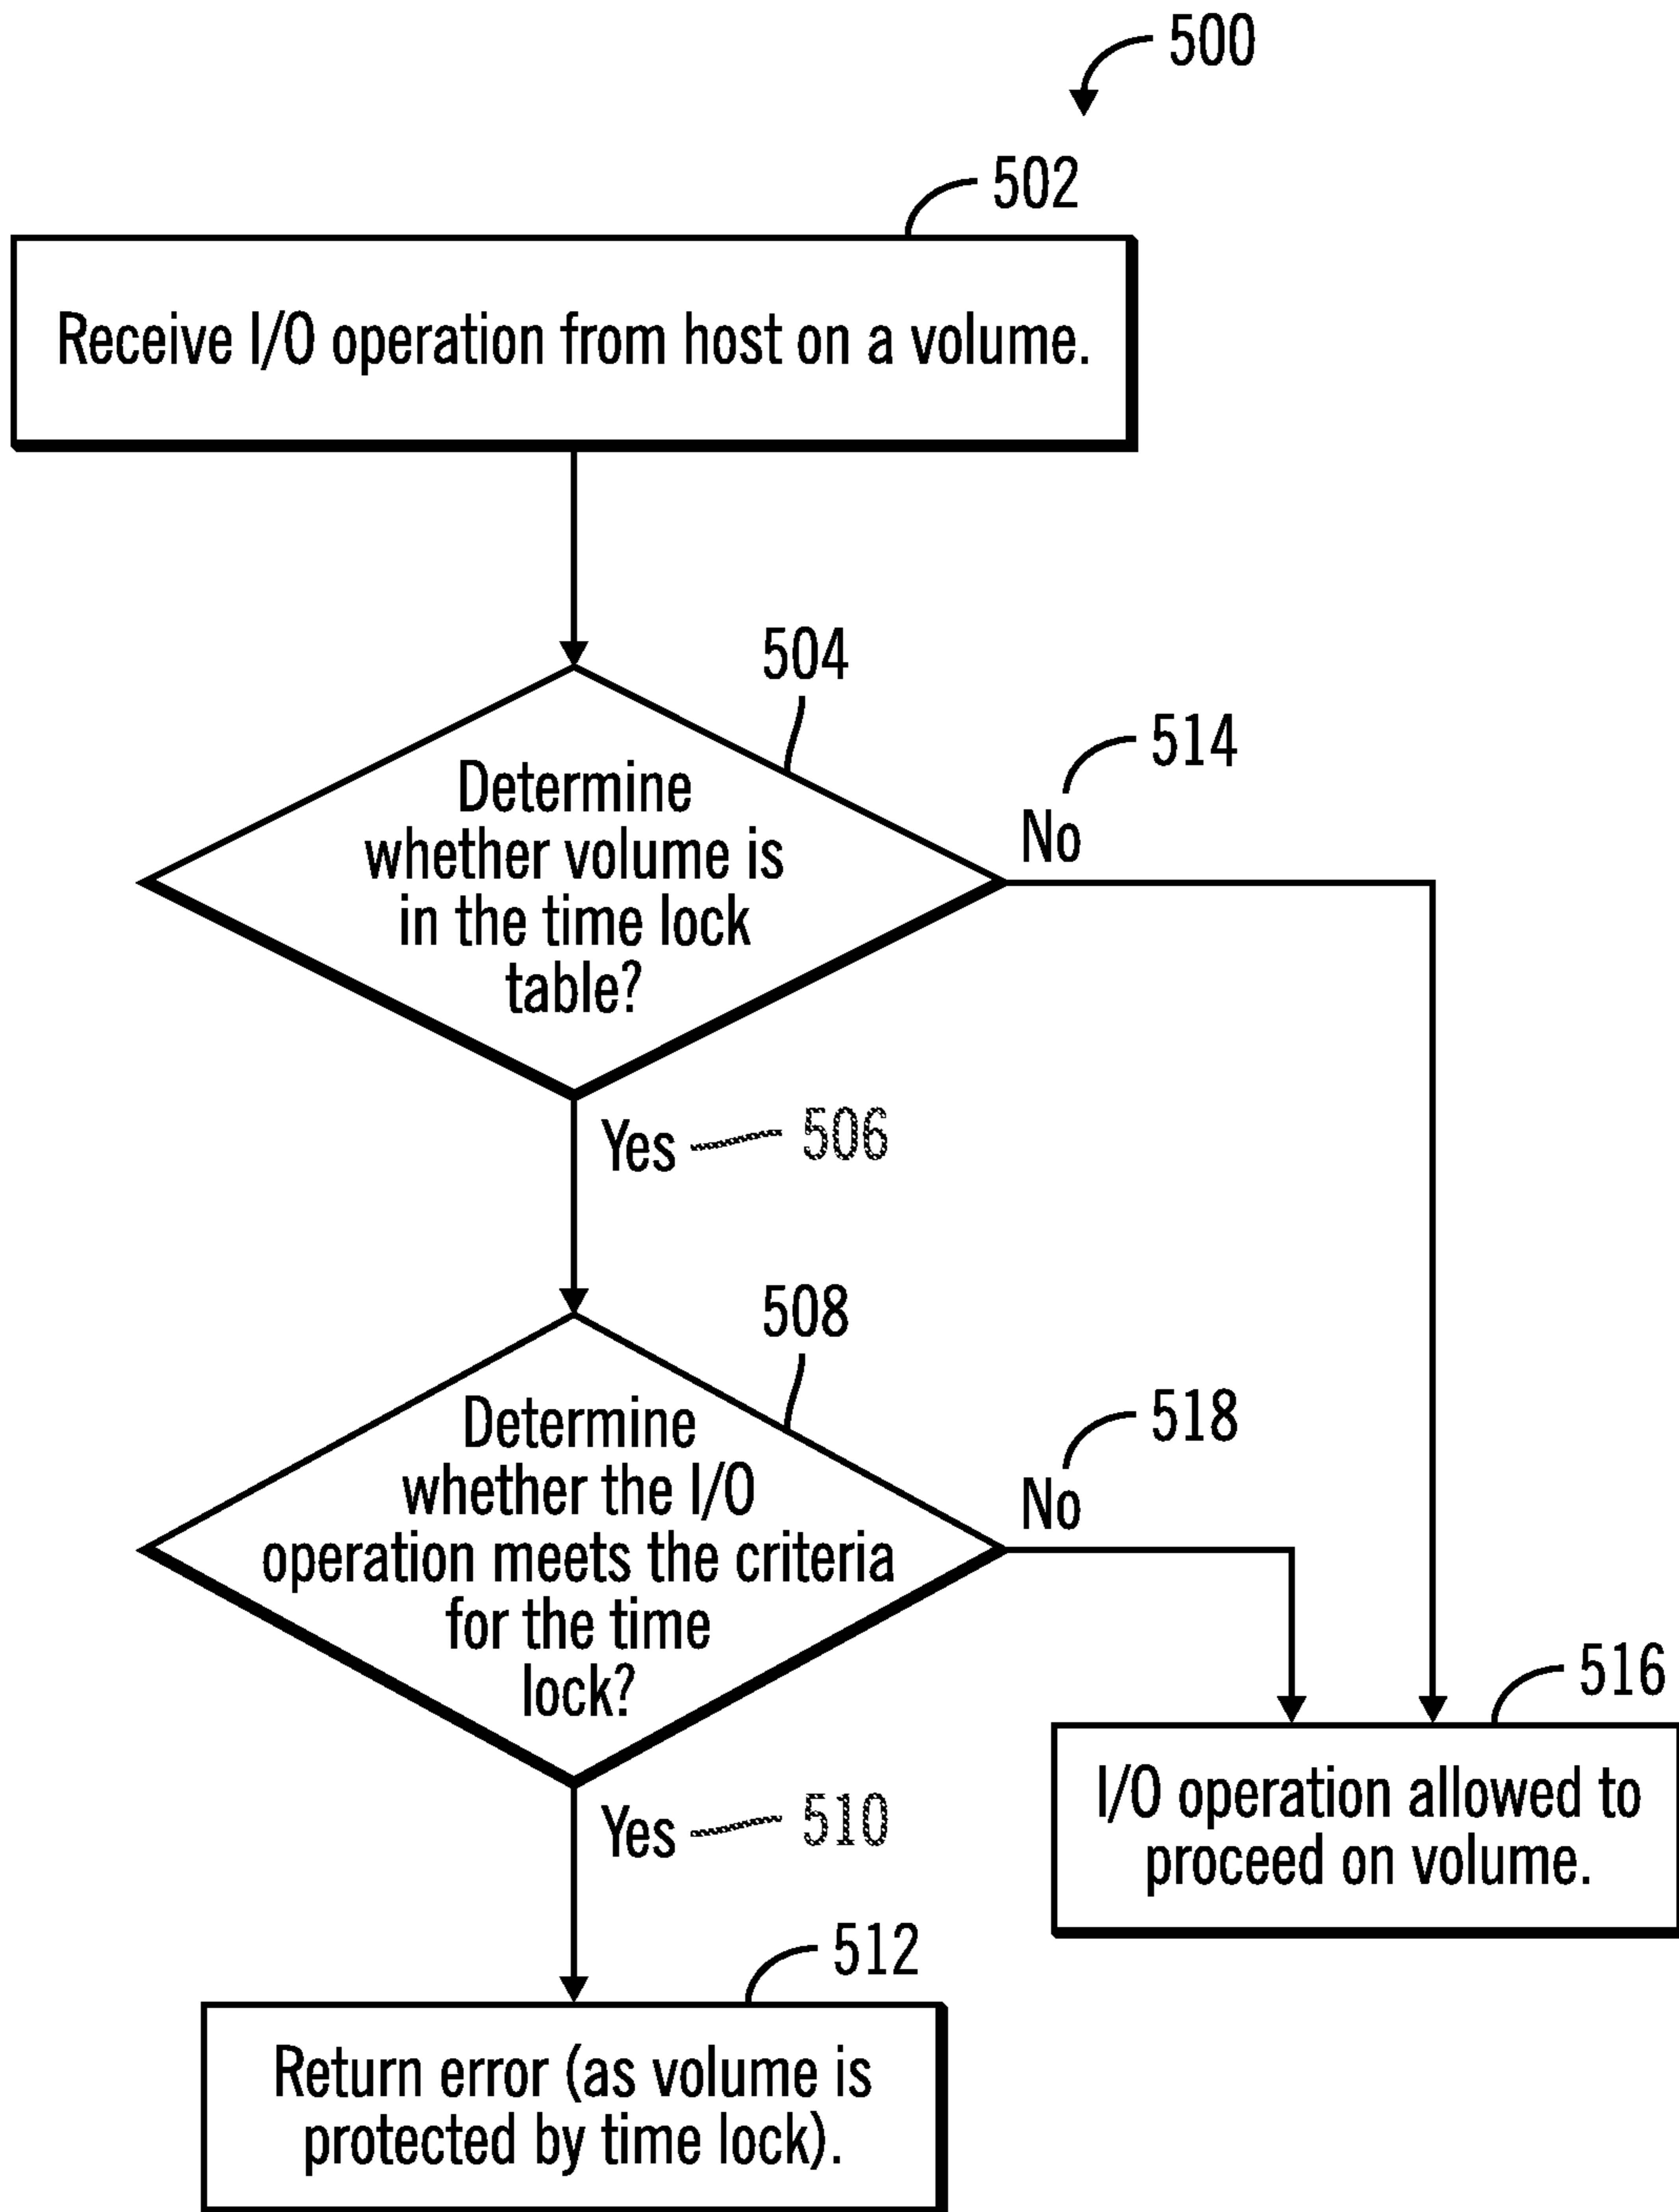 500
502
Receive I/O operation from host on a volume.
504
514
Determine
whether volume is
in the time lock
table?
No
Yes
506
508
518
Determine
whether the I/O
operation meets the criteria
for the time
lock?
No
516
I/O operation allowed to
proceed on volume.
Yes
510
512
Return error (as volume is
protected by time lock).